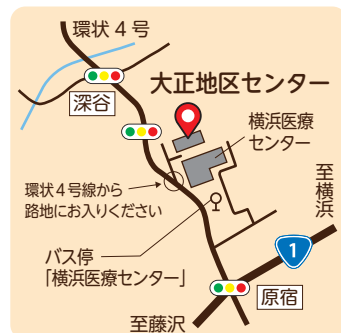 環状4号
大正地区センター
深谷
横浜医療
センター
至横浜
環状4号線から
路地にお入りください
バス停
「横浜医療センター」
1
原宿
至藤沢